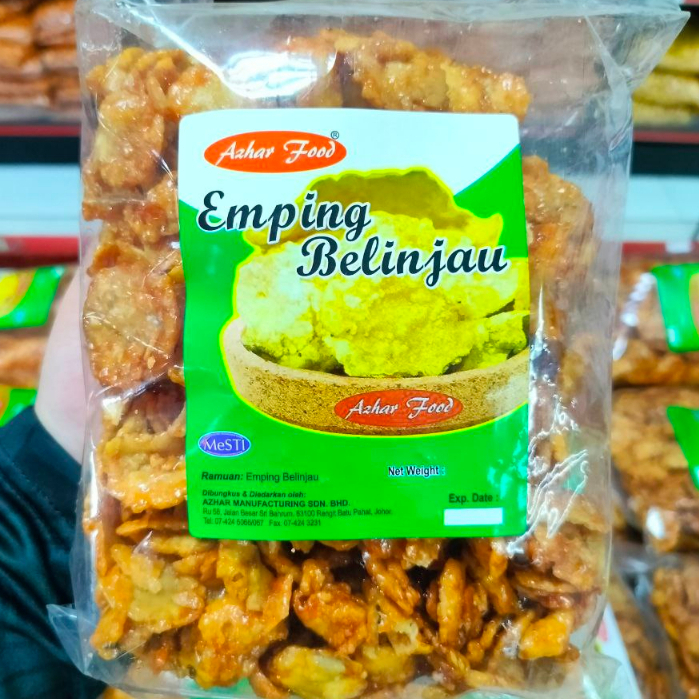 Azhar Food®
Emping
Belinjau
Azhar Food
MeSTI
Ramuan: Emping Belinjau
Net Weight :
Dibungkus & Diedarkan oleh:
AZHAR MANUFACTURING SDN. BHD.
Exp. Date :